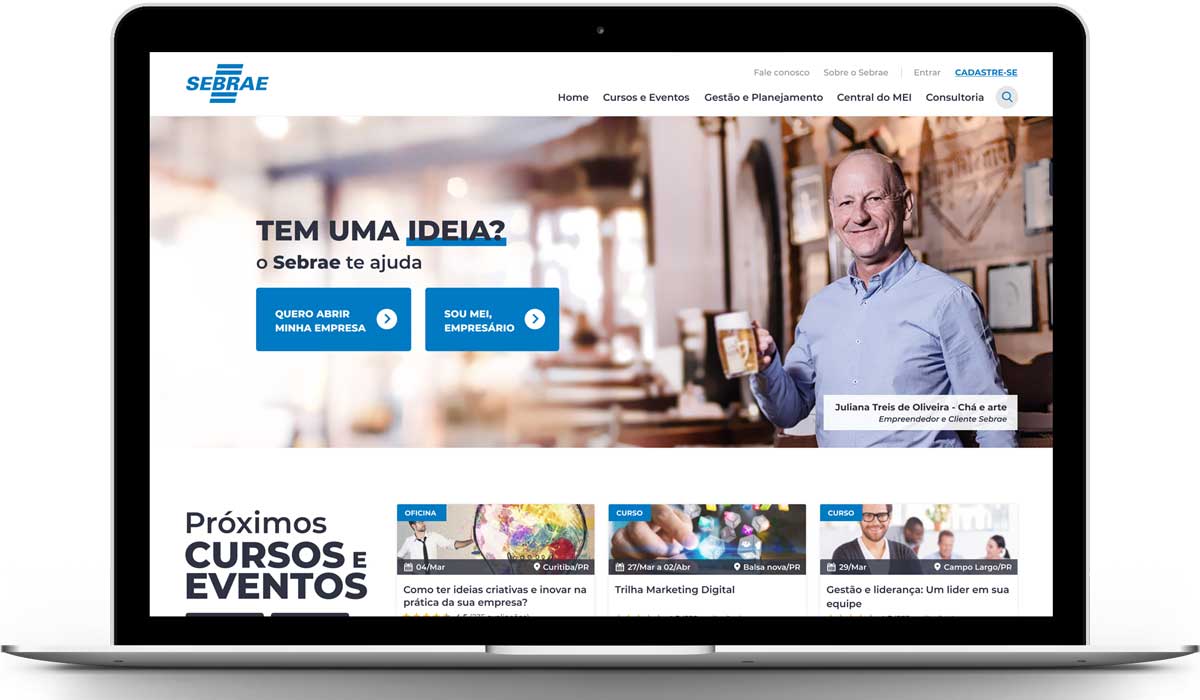 SEBRAE
Fale conosco Sobre o Sebrae Entrar CADASTRE-SE
Home Cursos e Eventos Gestão e Planejamento Central do MEI Consultoria
TEM UMA IDEIA?
o Sebrae te ajuda
QUERO ABRIR
MINHA EMPRESA
SOU MEI,
EMPRESÁRIO
Juliana Treis de Oliveira - Chá e arte
Empreendedor e Cliente Sebrae
Próximos
CURSOS E
EVENTOS
OFICINA
04/Mar Curitiba/PR
Como ter ideias criativas e inovar na
prática da sua empresa?
CURSO
27/Mar a 02/Abr Balsa nova/PR
Trilha Marketing Digital
CURSO
29/Mar Campo Largo/PR
Gestão e liderança: Um lider em sua
equipe